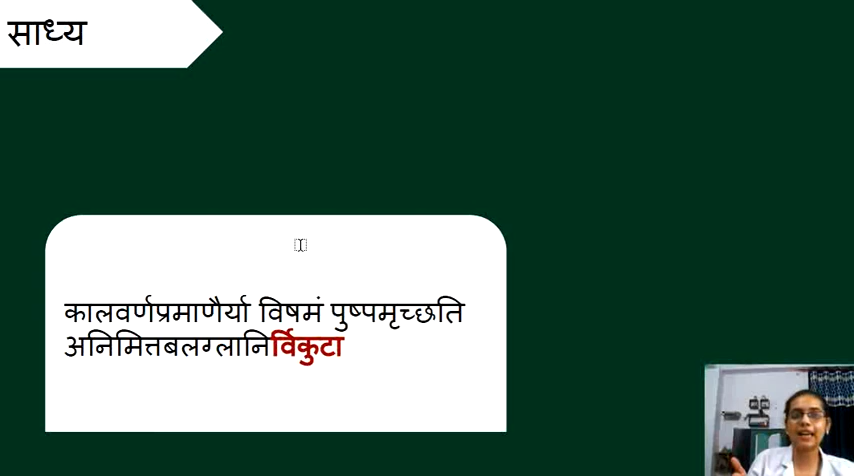 साध्य
कालवर्णप्रमाणैर्या विषमं पुष्पमृच्छति
अनिमित्तबलग्लानिर्विकुटा